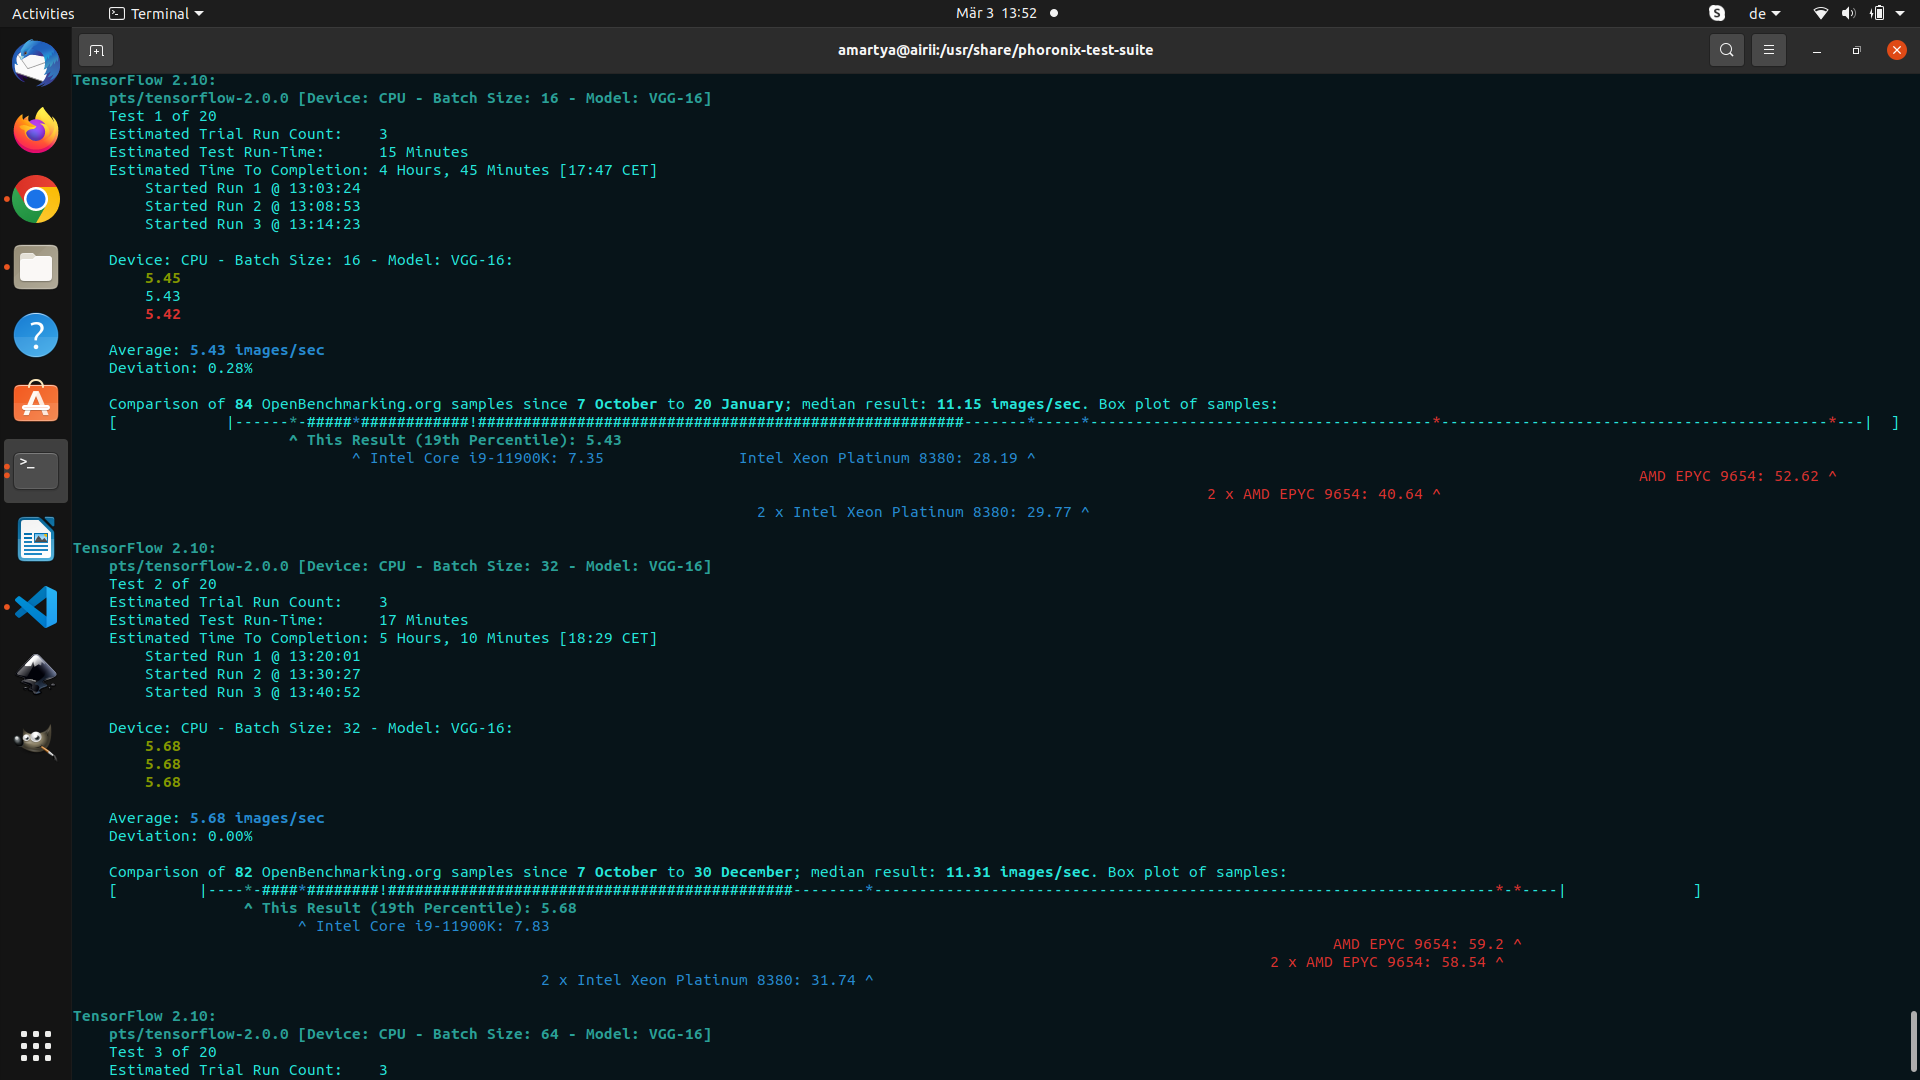 Activities Terminal Mär 3 13:52 de
amartya@airii:/usr/share/phoronix-test-suite
TensorFlow 2.10:
pts/tensorflow-2.0.0 [Device: CPU - Batch Size: 16 - Model: VGG-16]
Test 1 of 20
Estimated Trial Run Count: 3
Estimated Test Run-Time: 15 Minutes
Estimated Time To Completion: 4 Hours, 45 Minutes [17:47 CET]
Started Run 1 @ 13:03:24
Started Run 2 @ 13:08:53
Started Run 3 @ 13:14:23
Device: CPU - Batch Size: 16 - Model: VGG-16:
5.45
5.43
5.42
Average: 5.43 images/sec
Deviation: 0.28%
Comparison of 84 OpenBenchmarking.org samples since 7 October to 20 January; median result: 11.15 images/sec. Box plot of samples:
[ |------*-#####*############!######################################################-------*-----*--------------------------------------*-------------------------------------------*---| ]
^ This Result (19th Percentile): 5.43
^ Intel Core i9-11900K: 7.35 Intel Xeon Platinum 8380: 28.19 ^
AMD EPYC 9654: 52.62 ^
2 x AMD EPYC 9654: 40.64 ^
2 x Intel Xeon Platinum 8380: 29.77 ^
TensorFlow 2.10:
pts/tensorflow-2.0.0 [Device: CPU - Batch Size: 32 - Model: VGG-16]
Test 2 of 20
Estimated Trial Run Count: 3
Estimated Test Run-Time: 17 Minutes
Estimated Time To Completion: 5 Hours, 10 Minutes [18:29 CET]
Started Run 1 @ 13:20:01
Started Run 2 @ 13:30:27
Started Run 3 @ 13:40:52
Device: CPU - Batch Size: 32 - Model: VGG-16:
5.68
5.68
5.68
Average: 5.68 images/sec
Deviation: 0.00%
Comparison of 82 OpenBenchmarking.org samples since 7 October to 30 December; median result: 11.31 images/sec. Box plot of samples:
[ |----*-####*########!#############################################--------*---------------------------------------------------------------------*-*----| ]
^ This Result (19th Percentile): 5.68
^ Intel Core i9-11900K: 7.83
AMD EPYC 9654: 59.2 ^
2 x AMD EPYC 9654: 58.54 ^
2 x Intel Xeon Platinum 8380: 31.74 ^
TensorFlow 2.10:
pts/tensorflow-2.0.0 [Device: CPU - Batch Size: 64 - Model: VGG-16]
Test 3 of 20
Estimated Trial Run Count: 3